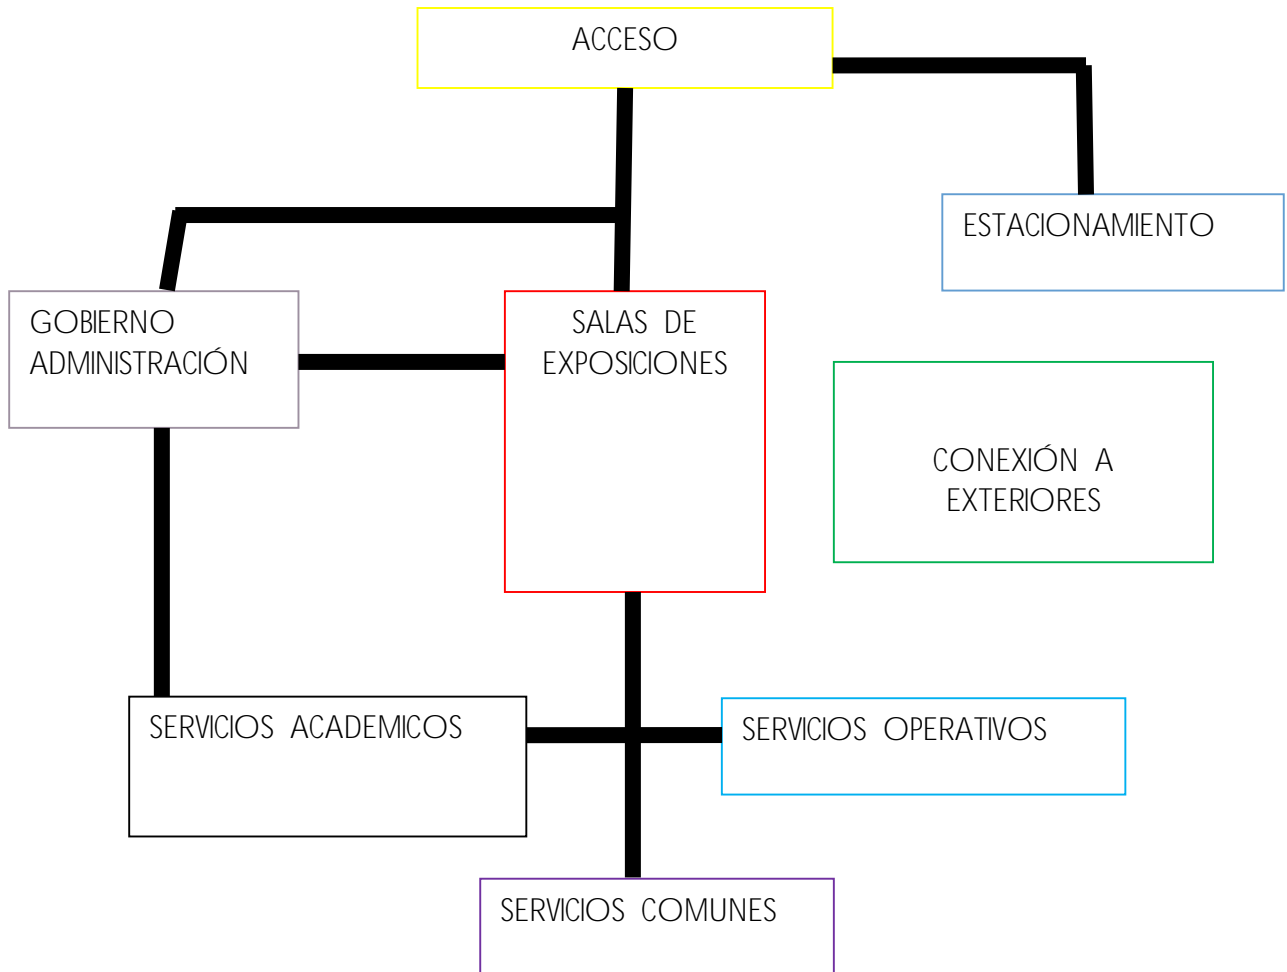 ACCESO
ESTACIONAMIENTO
GOBIERNO
ADMINISTRACIÓN
SALAS DE
EXPOSICIONES
CONEXIÓN A
EXTERIORES
SERVICIOS ACADEMICOS
SERVICIOS OPERATIVOS
SERVICIOS COMUNES